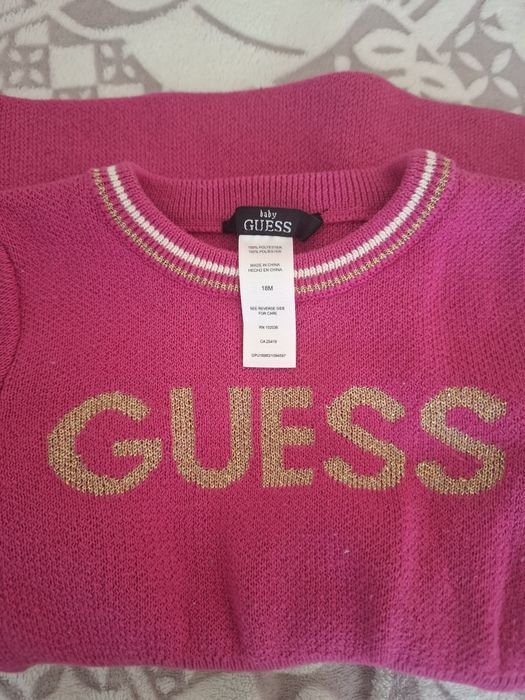 baby
GUESS
100% POLYESTER
100% POLIESTER
MADE IN CHINA
HECHO EN CHINA
18M
SEE REVERSE SIDE
FOR CARE
RN 102036
CA 25419
GUESS